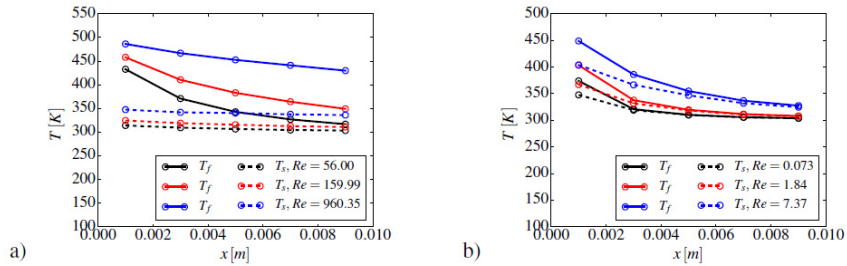 550
500
450
400
350
300
250
200
150
100
T [K]
T_f T_s, Re = 56.00
T_f T_s, Re = 159.99
T_f T_s, Re = 960.35
0.000 0.002 0.004 0.006 0.008 0.010
x [m]
a)
500
450
400
350
300
250
200
150
100
T [K]
T_f T_s, Re = 0.073
T_f T_s, Re = 1.84
T_f T_s, Re = 7.37
0.000 0.002 0.004 0.006 0.008 0.010
x [m]
b)